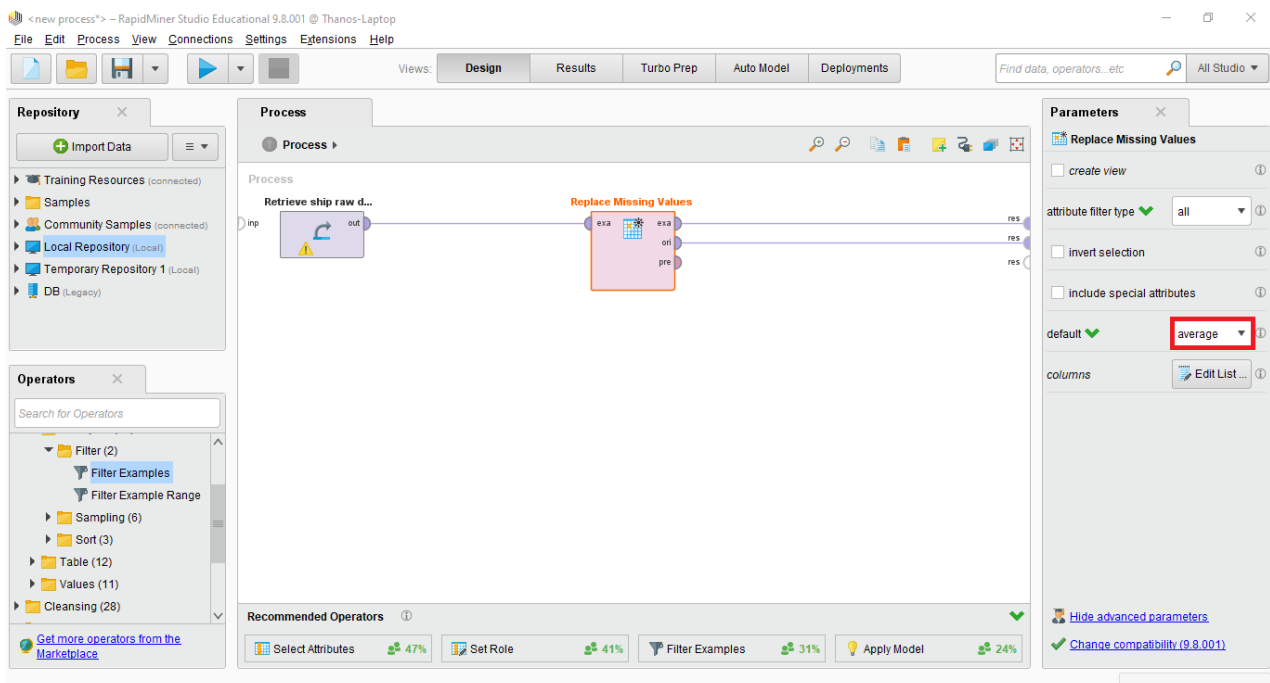 <new process*> – RapidMiner Studio Educational 9.8.001 @ Thanos-Laptop
File Edit Process View Connections Settings Extensions Help
Views: Design Results Turbo Prep Auto Model Deployments
Find data, operators...etc
All Studio
Repository
Import Data
Training Resources (connected)
Samples
Community Samples (connected)
Local Repository (Local)
Temporary Repository 1 (Local)
DB (Legacy)
Operators
Search for Operators
Filter (2)
Filter Examples
Filter Example Range
Sampling (6)
Sort (3)
Table (12)
Values (11)
Cleansing (28)
Get more operators from the
Marketplace
Process
Process
Process
Retrieve ship raw d...
inp
out
Replace Missing Values
exa exa
ori
pre
res
res
res
Recommended Operators
Select Attributes 47%
Set Role 41%
Filter Examples 31%
Apply Model 24%
Parameters
Replace Missing Values
create view
attribute filter type all
invert selection
include special attributes
default average
columns Edit List ...
Hide advanced parameters
Change compatibility (9.8.001)